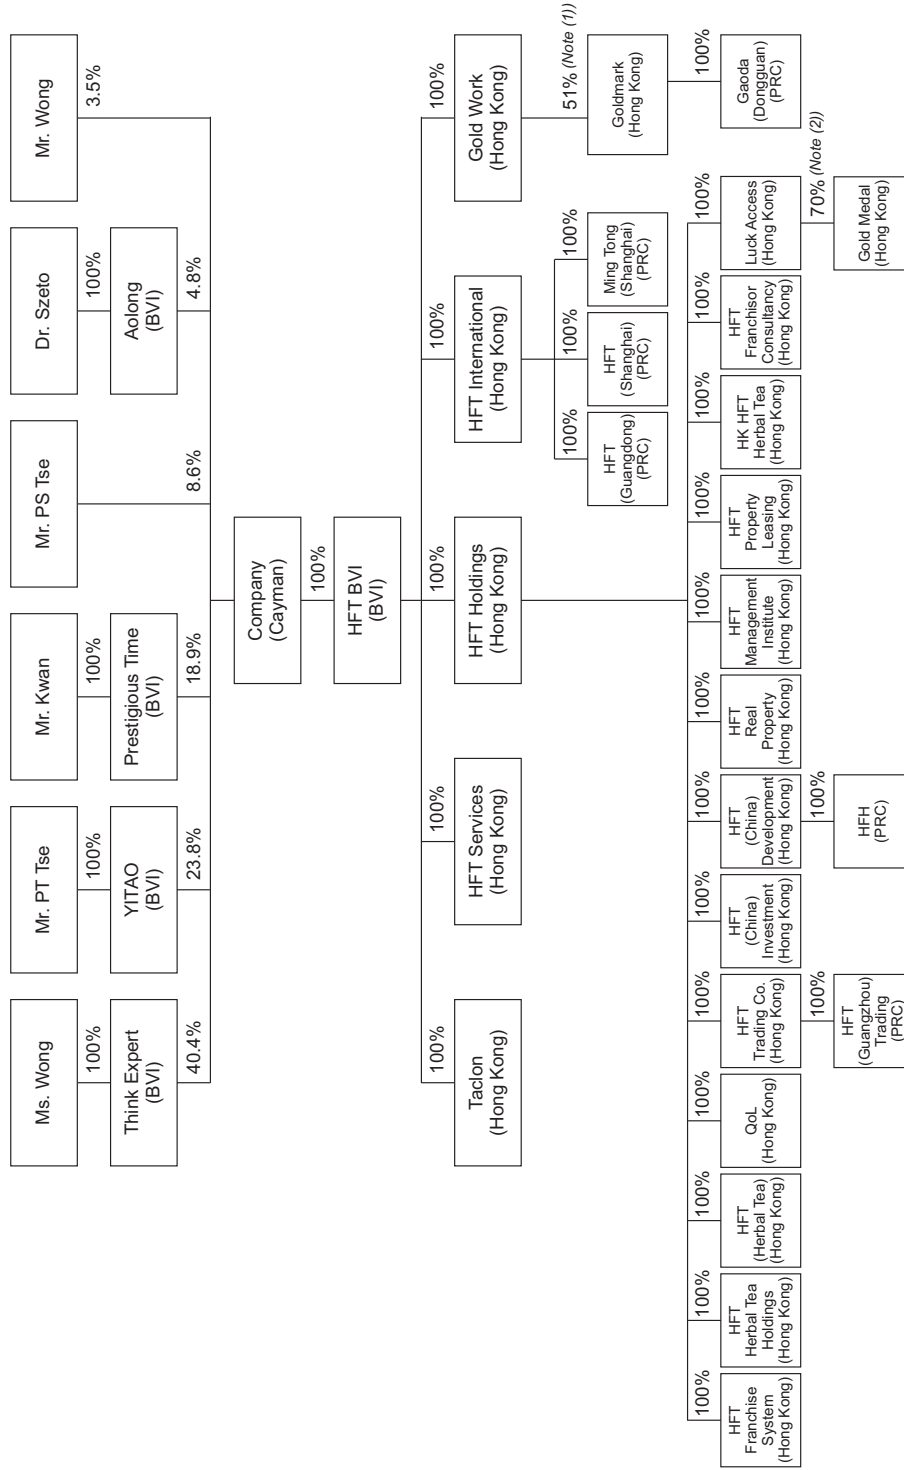 Ms. Wong
Mr. PT Tse
Mr. Kwan
Mr. PS Tse
Dr. Szeto
Mr. Wong
100%
100%
100%
100%
Think Expert
(BVI)
YITAO
(BVI)
Prestigious Time
(BVI)
Aolong
(BVI)
40.4%
23.8%
18.9%
8.6%
4.8%
3.5%
Company
(Cayman)
100%
HFT BVI
(BVI)
100%
100%
100%
100%
100%
Taclon
(Hong Kong)
HFT Services
(Hong Kong)
HFT Holdings
(Hong Kong)
HFT International
(Hong Kong)
Gold Work
(Hong Kong)
100%
100%
100%
51% (Note (1))
HFT
(Guangdong)
(PRC)
HFT
(Shanghai)
(PRC)
Ming Tong
(Shanghai)
(PRC)
Goldmark
(Hong Kong)
100%
Gaoda
(Dongguan)
(PRC)
100%
100%
100%
100%
100%
100%
100%
100%
100%
100%
100%
100%
100%
HFT
Franchise
System
(Hong Kong)
HFT
Herbal Tea
Holdings
(Hong Kong)
HFT
(Herbal Tea)
(Hong Kong)
QoL
(Hong Kong)
HFT
Trading Co.
(Hong Kong)
HFT
(China)
Investment
(Hong Kong)
HFT
(China)
Development
(Hong Kong)
HFT
Real
Property
(Hong Kong)
HFT
Management
Institute
(Hong Kong)
HFT
Property
Leasing
(Hong Kong)
HK HFT
Herbal Tea
(Hong Kong)
HFT
Franchisor
Consultancy
(Hong Kong)
Luck Access
(Hong Kong)
100%
100%
70% (Note (2))
HFT
(Guangzhou)
Trading
(PRC)
HFH
(PRC)
Gold Medal
(Hong Kong)